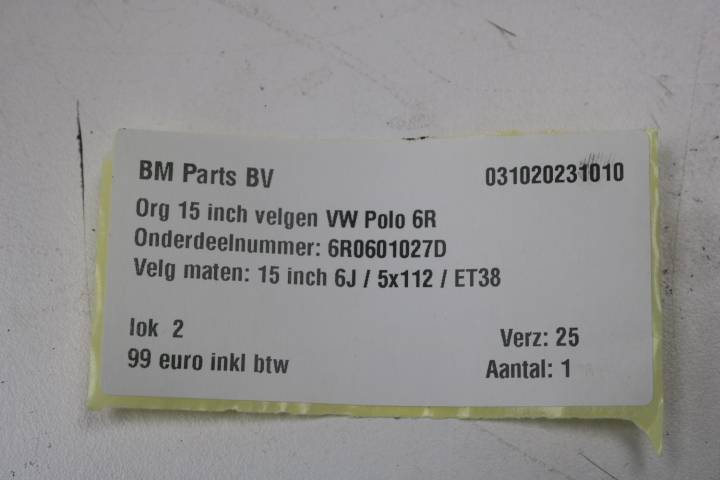 BM Parts BV 031020231010
Org 15 inch velgen VW Polo 6R
Onderdeelnummer: 6R0601027D
Velg maten: 15 inch 6J / 5x112 / ET38
lok 2 Verz: 25
99 euro inkl btw Aantal: 1